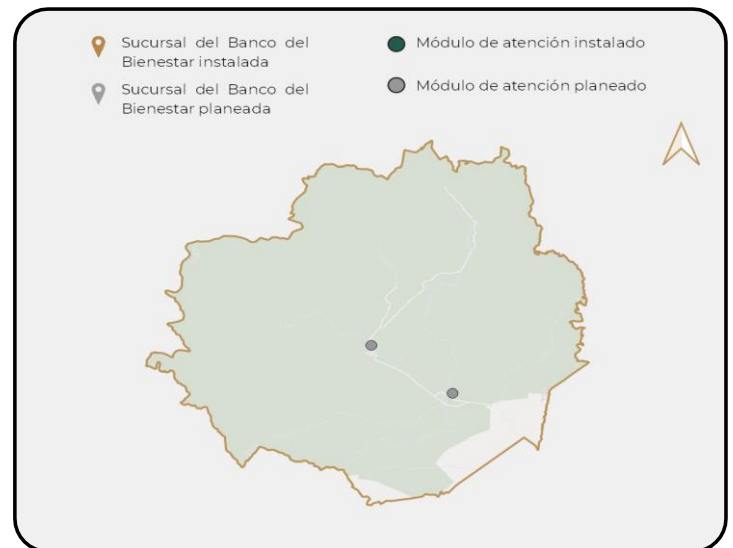 Sucursal del Banco del
Bienestar instalada
Sucursal del Banco del
Bienestar planeada
Módulo de atención instalado
Módulo de atención planeado